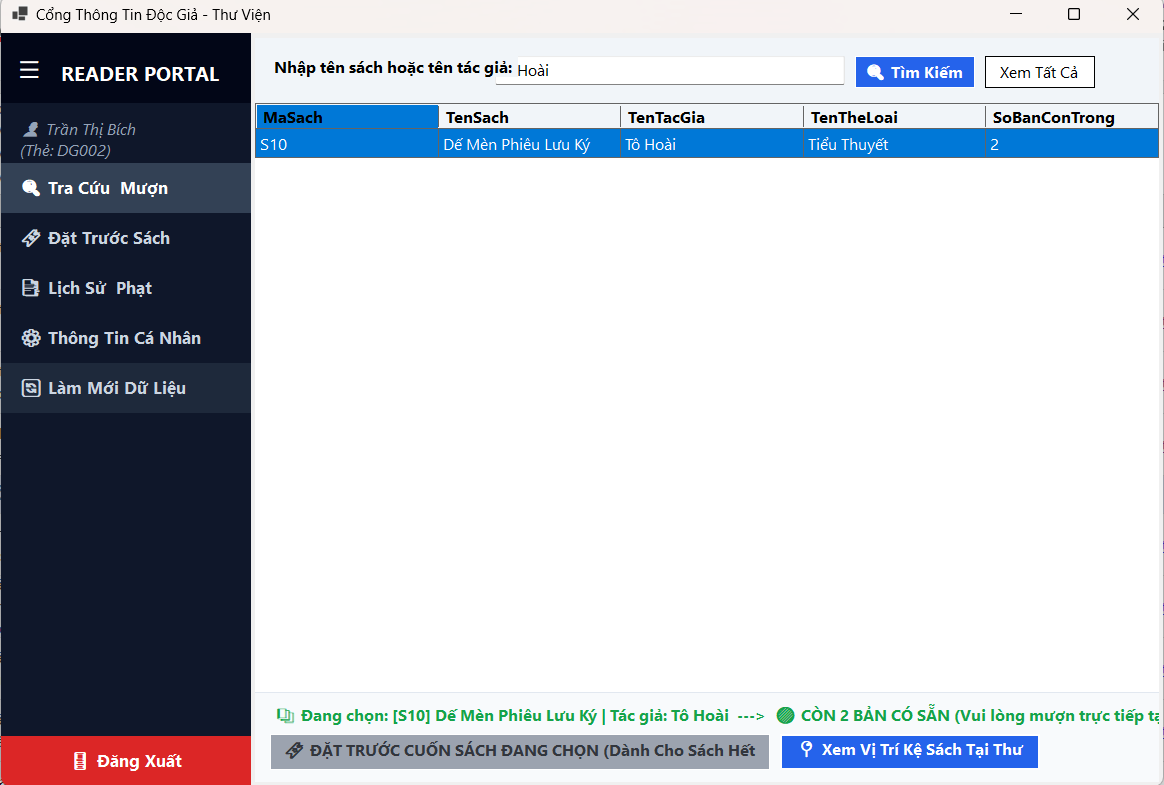 Cổng Thông Tin Độc Giả - Thư Viện
READER PORTAL
Trần Thị Bích
(Thẻ: DG002)
Tra Cứu  Mượn
Đặt Trước Sách
Lịch Sử  Phạt
Thông Tin Cá Nhân
Làm Mới Dữ Liệu
Đăng Xuất
Nhập tên sách hoặc tên tác giả: Hoài Tìm Kiếm Xem Tất Cả
MaSach TenSach TenTacGia TenTheLoai SoBanConTrong
S10 Dế Mèn Phiêu Lưu Ký Tô Hoài Tiểu Thuyết 2
Đang chọn: [S10] Dế Mèn Phiêu Lưu Ký | Tác giả: Tô Hoài ---> CÒN 2 BẢN CÓ SẴN (Vui lòng mượn trực tiếp
ĐẶT TRƯỚC CUỐN SÁCH ĐANG CHỌN (Dành Cho Sách Hết Xem Vị Trí Kệ Sách Tại Thư